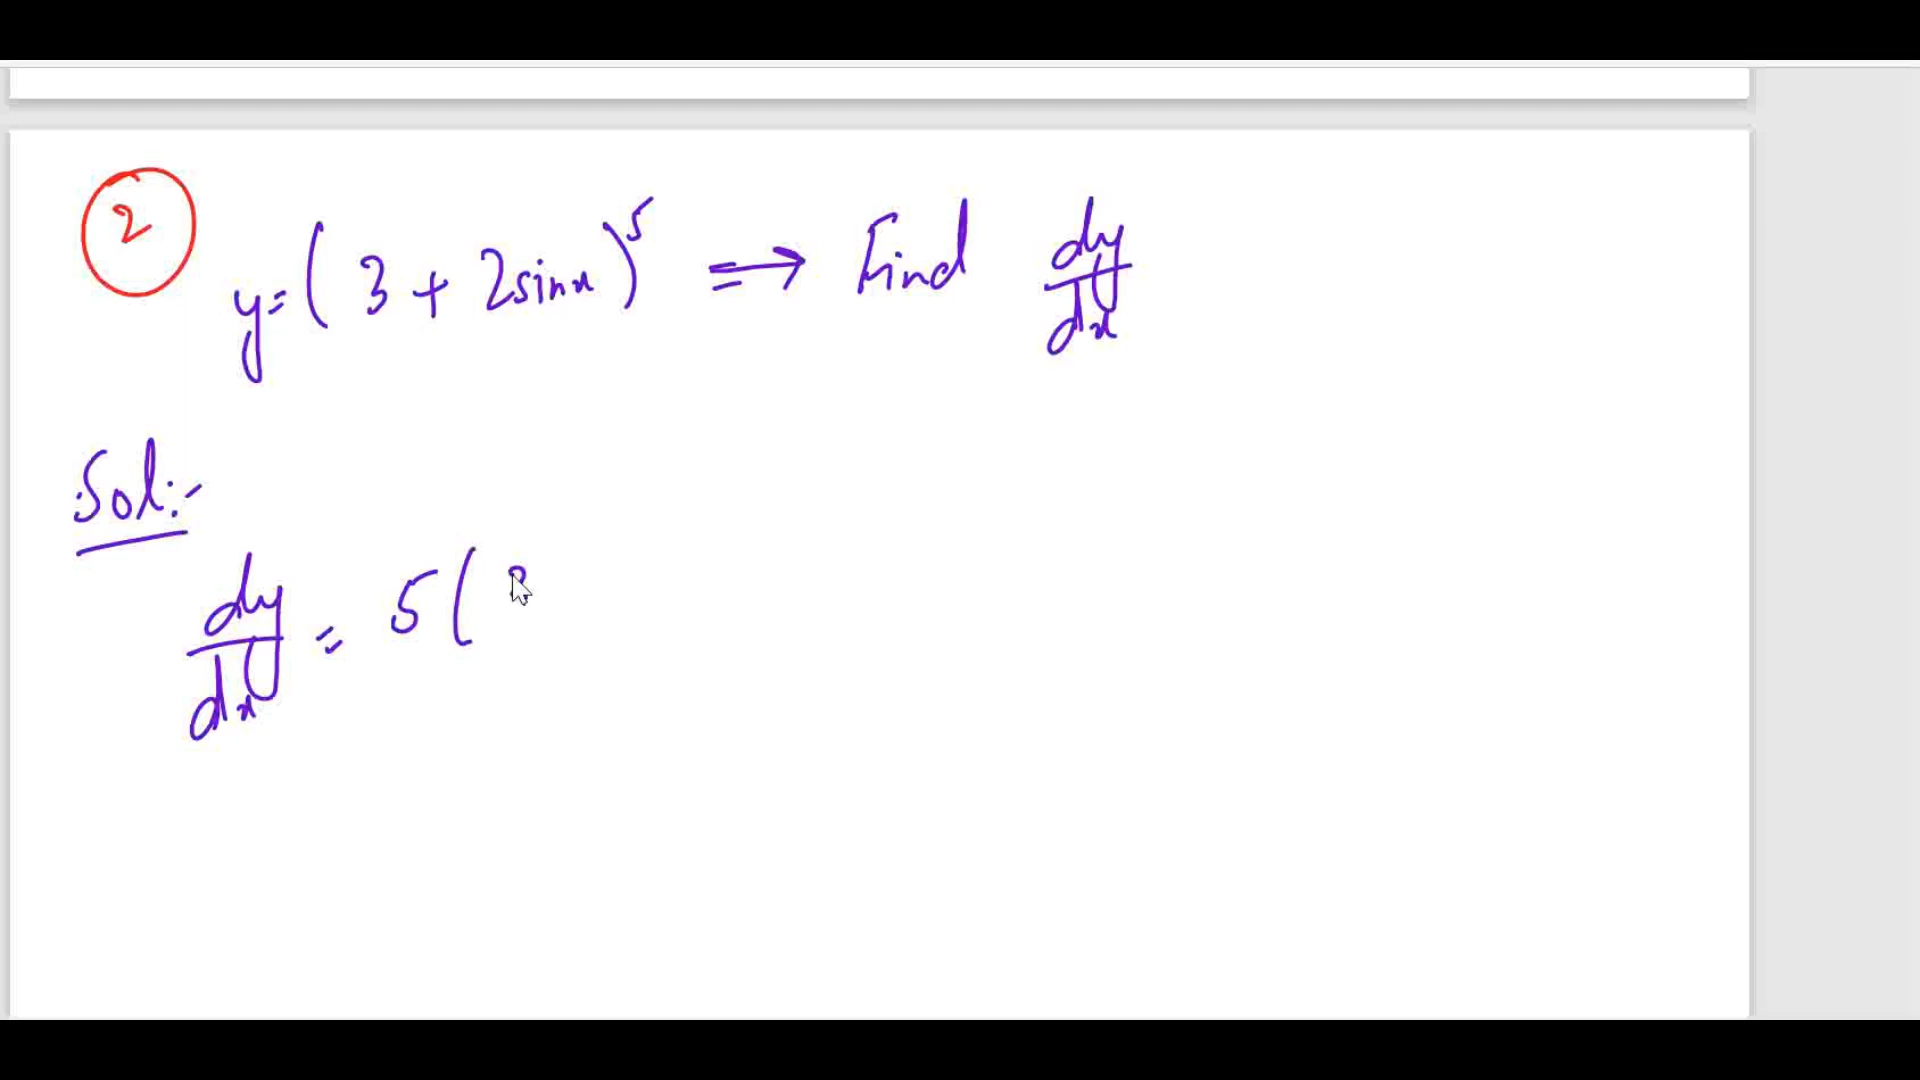 2
y = (3 + 2sinx)^5 ⟹ Find dy/dx
Sol:-
dy/dx = 5(